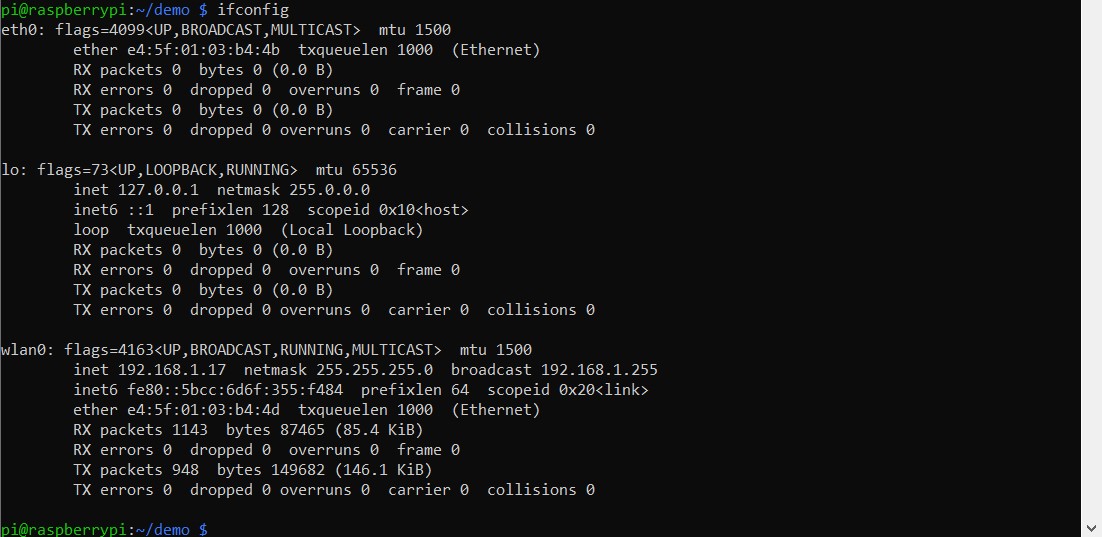 pi@raspberrypi:~/demo $ ifconfig
eth0: flags=4099<UP,BROADCAST,MULTICAST>  mtu 1500
        ether e4:5f:01:03:b4:4b  txqueuelen 1000  (Ethernet)
        RX packets 0  bytes 0 (0.0 B)
        RX errors 0  dropped 0  overruns 0  frame 0
        TX packets 0  bytes 0 (0.0 B)
        TX errors 0  dropped 0 overruns 0  carrier 0  collisions 0

lo: flags=73<UP,LOOPBACK,RUNNING>  mtu 65536
        inet 127.0.0.1  netmask 255.0.0.0
        inet6 ::1  prefixlen 128  scopeid 0x10<host>
        loop  txqueuelen 1000  (Local Loopback)
        RX packets 0  bytes 0 (0.0 B)
        RX errors 0  dropped 0  overruns 0  frame 0
        TX packets 0  bytes 0 (0.0 B)
        TX errors 0  dropped 0 overruns 0  carrier 0  collisions 0

wlan0: flags=4163<UP,BROADCAST,RUNNING,MULTICAST>  mtu 1500
        inet 192.168.1.17  netmask 255.255.255.0  broadcast 192.168.1.255
        inet6 fe80::5bcc:6d6f:355:f484  prefixlen 64  scopeid 0x20<link>
        ether e4:5f:01:03:b4:4d  txqueuelen 1000  (Ethernet)
        RX packets 1143  bytes 87465 (85.4 KiB)
        RX errors 0  dropped 0  overruns 0  frame 0
        TX packets 948  bytes 149682 (146.1 KiB)
        TX errors 0  dropped 0 overruns 0  carrier 0  collisions 0

pi@raspberrypi:~/demo $